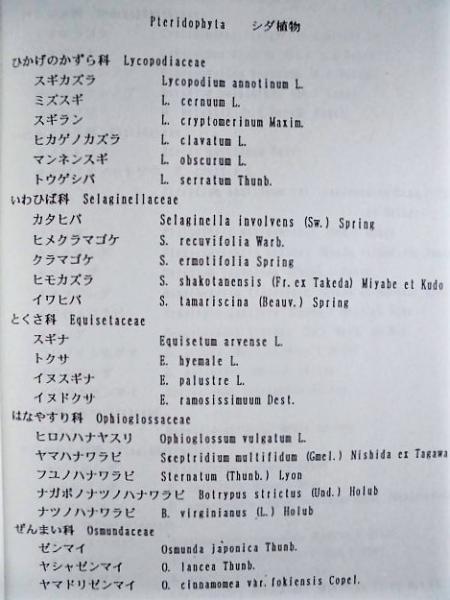 Pteridophyta シダ植物
ひかげのかずら科 Lycopodiaceae
スギカズラ Lycopodium annotinum L.
ミズスギ L. cernuum L.
スギラン L. cryptomerinum Maxim.
ヒカゲノカズラ L. clavatum L.
マンネンスギ L. obscurum L.
トウゲシバ L. serratum Thunb.
いわひば科 Selaginellaceae
カタヒバ Selaginella involvens (Sw.) Spring
ヒメクラマゴケ S. recuvifolia Warb.
クラマゴケ S. ermotifolia Spring
ヒモカズラ S. shakotanensis (Fr. ex Takeda) Miyabe et Kudo
イワヒバ S. tamariscina (Beauv.) Spring
とくさ科 Equisetaceae
スギナ Equisetum arvense L.
トクサ E. hyemale L.
イヌスギナ E. palustre L.
イヌドクサ E. ramosissimuum Dest.
はなやすり科 Ophioglossaceae
ヒロハハナヤスリ Ophioglossum vulgatum L.
ヤマハナワラビ Sceptridium multifidum (Gmel.) Nishida ex Tagawa
フユノハナワラビ Sternatum (Thunb.) Lyon
ナガボノナツノハナワラビ Botrypus strictus (Und.) Holub
ナツノハナワラビ B. virginianus (L.) Holub
ぜんまい科 Osmundaceae
ゼンマイ Osmunda japonica Thunb.
ヤシャゼンマイ O. lancea Thunb.
ヤマドリゼンマイ O. cinnamomea var. fokiensis Copel.